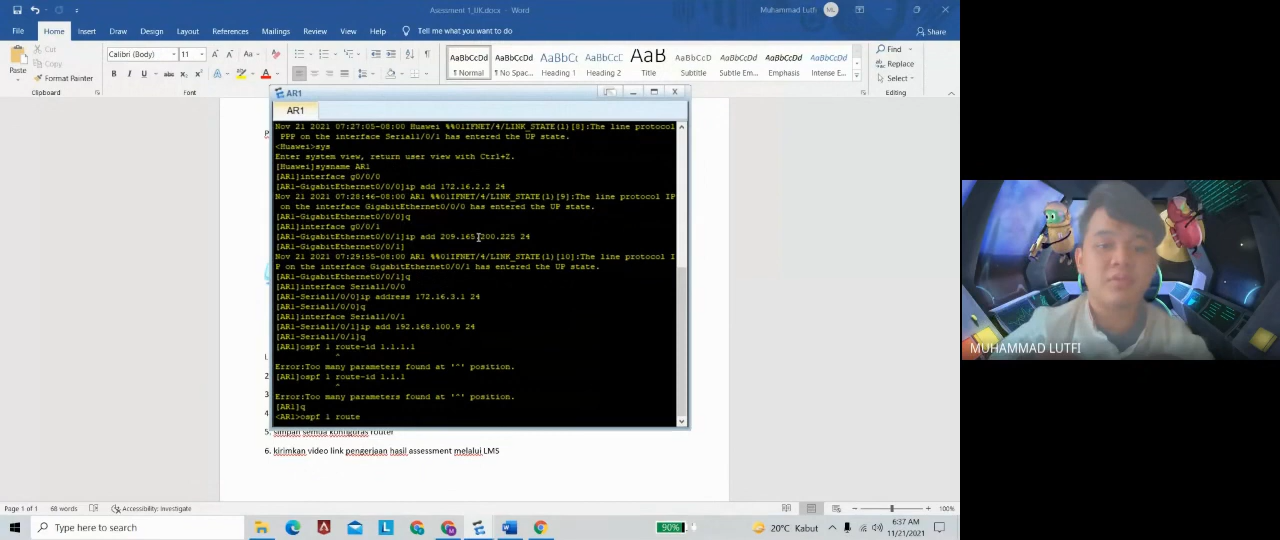 Asessment 1_IJK.docx - Word
Muhammad Lutfi
ML
File
Home
Insert
Draw
Design
Layout
References
Mailings
Review
View
Help
Tell me what you want to do
Share
Paste
Cut
Copy
Format Painter
Clipboard
Calibri (Body)
11
Font
AaBbCcDd
¶ Normal
AaBbCcDd
¶ No Spac...
AaBbCc
Heading 1
AaBbCcC
Heading 2
AaB
Title
AaBbCcD
Subtitle
AaBbCcDd
Subtle Em...
AaBbCcDd
Emphasis
AaBbCcDd
Intense E...
Styles
Find
Replace
Select
Editing
AR1
AR1
Nov 21 2021 07:27:05-08:00 Huawei %%01IFNET/4/LINK_STATE(l)[8]:The line protocol
PPP on the interface Serial1/0/1 has entered the UP state.
<Huawei>sys
Enter system view, return user view with Ctrl+Z.
[Huawei]sysname AR1
[AR1]interface g0/0/0
[AR1-GigabitEthernet0/0/0]ip add 172.16.2.2 24
Nov 21 2021 07:28:46-08:00 AR1 %%01IFNET/4/LINK_STATE(l)[9]:The line protocol IP
on the interface GigabitEthernet0/0/0 has entered the UP state.
[AR1-GigabitEthernet0/0/0]q
[AR1]interface g0/0/1
[AR1-GigabitEthernet0/0/1]ip add 209.165.200.225 24
[AR1-GigabitEthernet0/0/1]
Nov 21 2021 07:29:55-08:00 AR1 %%01IFNET/4/LINK_STATE(l)[10]:The line protocol I
P on the interface GigabitEthernet0/0/1 has entered the UP state.
[AR1-GigabitEthernet0/0/1]q
[AR1]interface Serial1/0/0
[AR1-Serial1/0/0]ip address 172.16.3.1 24
[AR1-Serial1/0/0]q
[AR1]interface Serial1/0/1
[AR1-Serial1/0/1]ip add 192.168.100.9 24
[AR1-Serial1/0/1]q
[AR1]ospf 1 route-id 1.1.1.1
^
Error:Too many parameters found at '^' position.
[AR1]ospf 1 route-id 1.1.1
^
Error:Too many parameters found at '^' position.
[AR1]q
<AR1>ospf 1 route
5. simpan semua konfiguras router
6. kirimkan video link pengerjaan hasil assessment melalui LMS
MUHAMMAD LUTFI
Page 1 of 1
68 words
Accessibility: Investigate
100%
Type here to search
90%
20°C Kabut
6:37 AM
11/21/2021